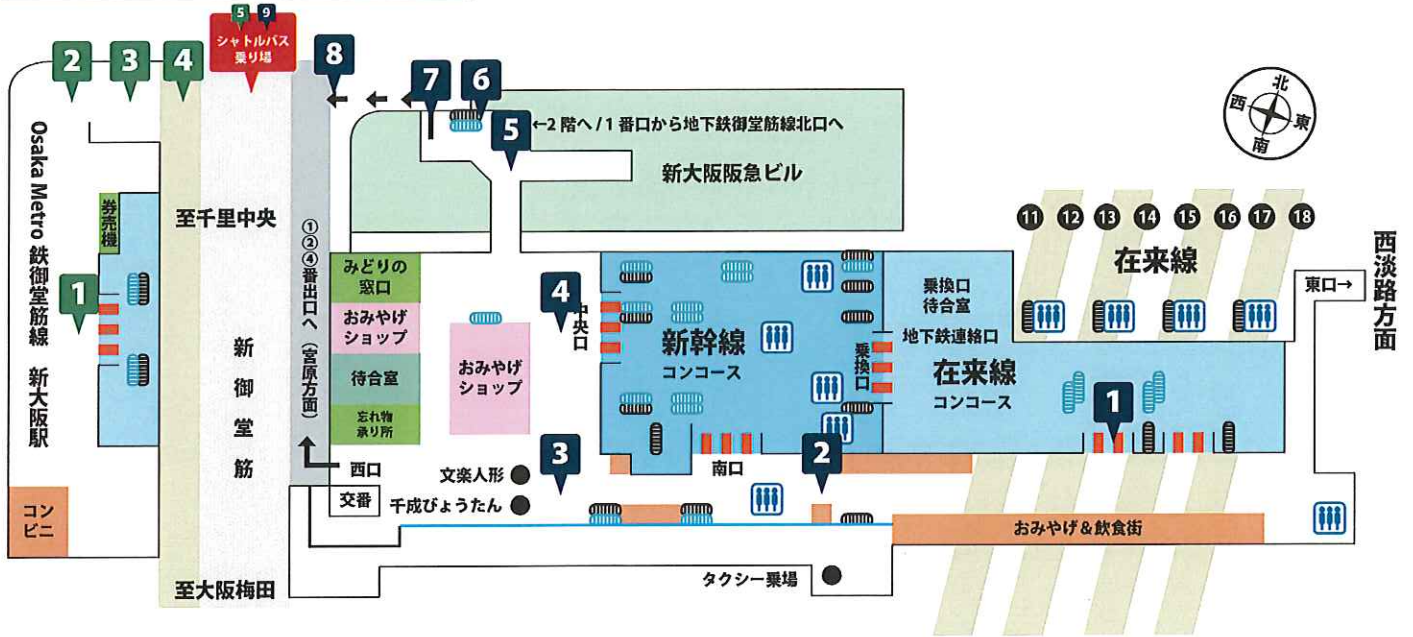 5 9
シャトルバス
乗り場
2
3
4
8
7
6
5
←2 階へ / 1 番口から地下鉄御堂筋線北口へ
新大阪阪急ビル
北
西
東
南
Osaka Metro 鉄御堂筋線 新大阪駅
券売機
1
至千里中央
新御堂筋
①②④番出口へ (宮原方面)
みどりの
窓口
おみやげ
ショップ
待合室
忘れ物
承り所
おみやげ
ショップ
4
中央口
新幹線
コンコース
乗換口
乗換口
待合室
地下鉄連絡口
在来線
コンコース
11 12 13 14 15 16 17 18
在来線
東口→
西淡路方面
1
西口
交番
文楽人形
千成びょうたん
3
南口
2
コン
ビニ
おみやげ&飲食街
至大阪梅田
タクシー乗場